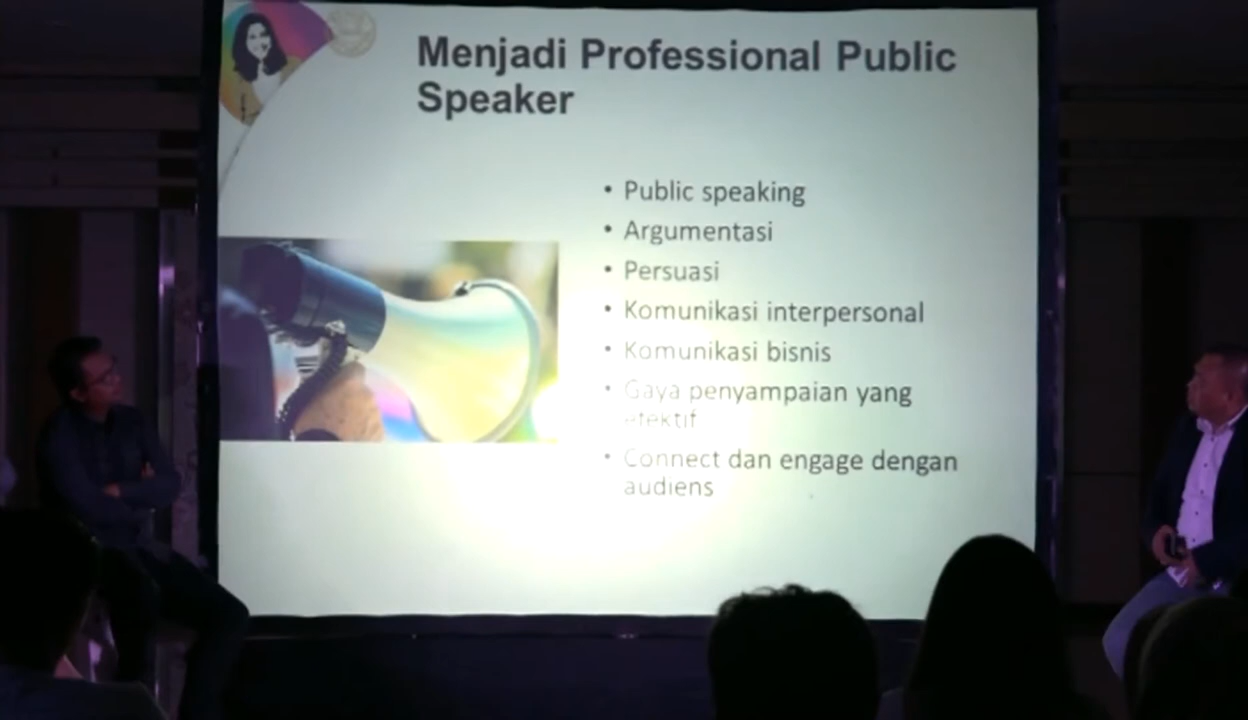 Menjadi Professional Public
Speaker
• Public speaking
• Argumentasi
• Persuasi
• Komunikasi interpersonal
• Komunikasi bisnis
• Gaya penyampaian yang
efektif
• Connect dan engage dengan
audiens